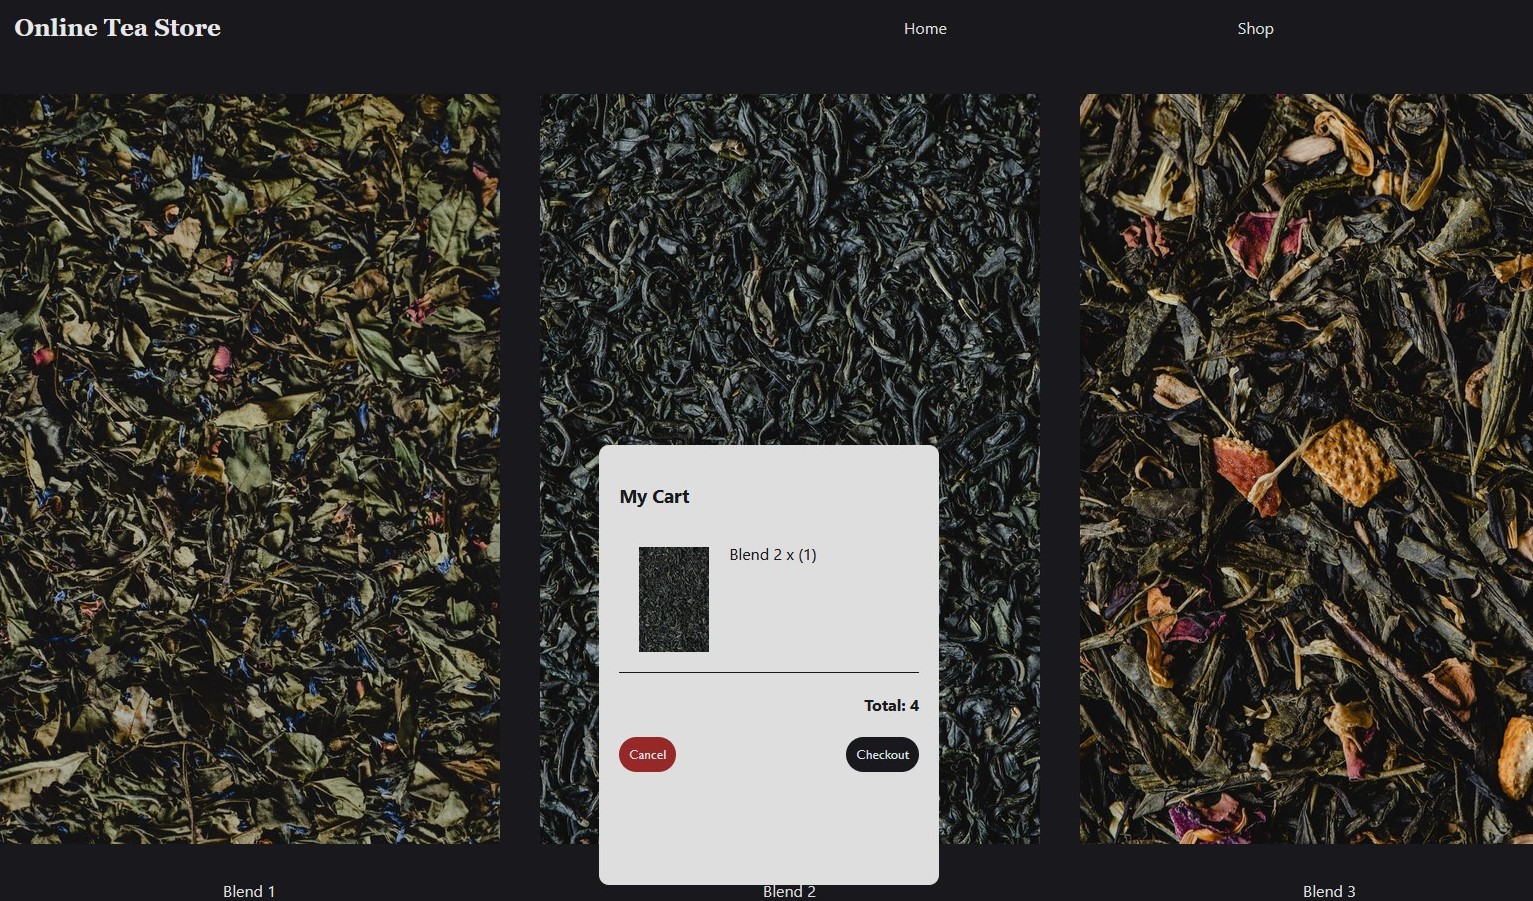 Online Tea Store
Home
Shop
My Cart
Blend 2 x (1)
Total: 4
Cancel
Checkout
Blend 1
Blend 2
Blend 3